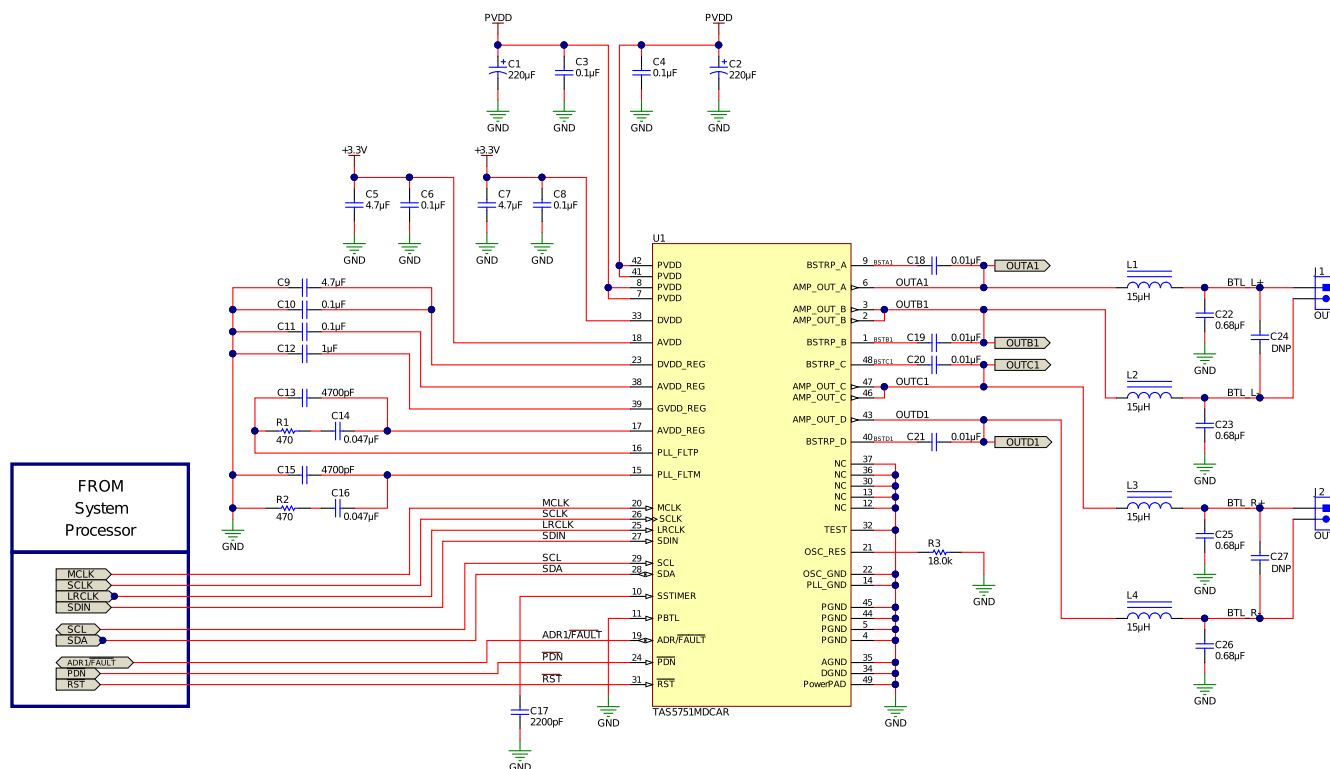 PVDD
PVDD
C1
220µF
C3
0.1µF
C4
0.1µF
C2
220µF
GND
GND
GND
GND
+3.3V
+3.3V
C5
4.7µF
C6
0.1µF
C7
4.7µF
C8
0.1µF
GND
GND
GND
GND
U1
42 PVDD
41 PVDD
8 PVDD
7 PVDD
33 DVDD
18 AVDD
23 DVDD_REG
38 AVDD_REG
39 GVDD_REG
17 AVDD_REG
16 PLL_FLTP
15 PLL_FLTM
MCLK 20 MCLK
SCLK 26 SCLK
LRCLK 25 LRCLK
SDIN 27 SDIN
SCL 29 SCL
SDA 28 SDA
10 SSTIMER
11 PBTL
ADR1/FAULT 19 ADR/FAULT
PDN 24 PDN
RST 31 RST
TAS5751MDCAR
C9 4.7µF
C10 0.1µF
C11 0.1µF
C12 1µF
C13 4700pF
R1
470
C14
0.047µF
C15 4700pF
R2
470
C16
0.047µF
GND
FROM
System
Processor
MCLK
SCLK
LRCLK
SDIN
SCL
SDA
ADR1/FAULT
PDN
RST
C17
2200pF
GND
GND
BSTRP_A 9 BSTA1 C18 0.01µF OUTA1
AMP_OUT_A 6 OUTA1
AMP_OUT_B 3 OUTB1
AMP_OUT_B 2
BSTRP_B 1 BSTB1 C19 0.01µF OUTB1
BSTRP_C 48 BSTC1 C20 0.01µF OUTC1
AMP_OUT_C 47 OUTC1
AMP_OUT_C 46
AMP_OUT_D 43 OUTD1
BSTRP_D 40 BSTD1 C21 0.01µF OUTD1
NC 37
NC 36
NC 30
NC 13
NC 12
TEST 32
OSC_RES 21
R3
18.0k
GND
OSC_GND 22
PLL_GND 14
PGND 45
PGND 44
PGND 5
PGND 4
AGND 35
DGND 34
PowerPAD 49
GND
L1
15µH
BTL L+
C22
0.68µF
GND
C24
DNP
L2
15µH
BTL L-
C23
0.68µF
GND
L3
15µH
BTL R+
C25
0.68µF
GND
C27
DNP
L4
15µH
BTL R-
C26
0.68µF
GND